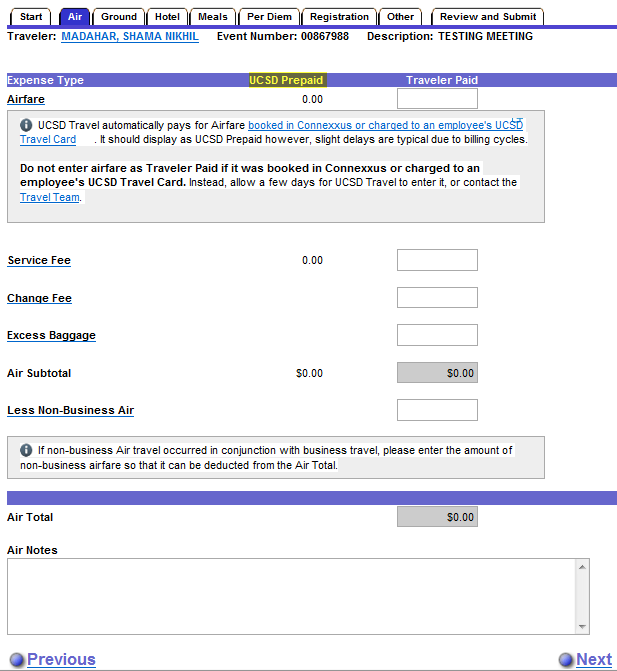 Start Air Ground Hotel Meals Per Diem Registration Other Review and Submit
Traveler: MADAHAR, SHAMA NIKHIL Event Number: 00867988 Description: TESTING MEETING
Expense Type UCSD Prepaid Traveler Paid
Airfare 0.00
UCSD Travel automatically pays for Airfare booked in Connexxus or charged to an employee's UCSD
Travel Card . It should display as UCSD Prepaid however, slight delays are typical due to billing cycles.
Do not enter airfare as Traveler Paid if it was booked in Connexxus or charged to an
employee's UCSD Travel Card. Instead, allow a few days for UCSD Travel to enter it, or contact the
Travel Team.
Service Fee 0.00
Change Fee
Excess Baggage
Air Subtotal $0.00 $0.00
Less Non-Business Air
If non-business Air travel occurred in conjunction with business travel, please enter the amount of
non-business airfare so that it can be deducted from the Air Total.
Air Total $0.00
Air Notes
Previous Next